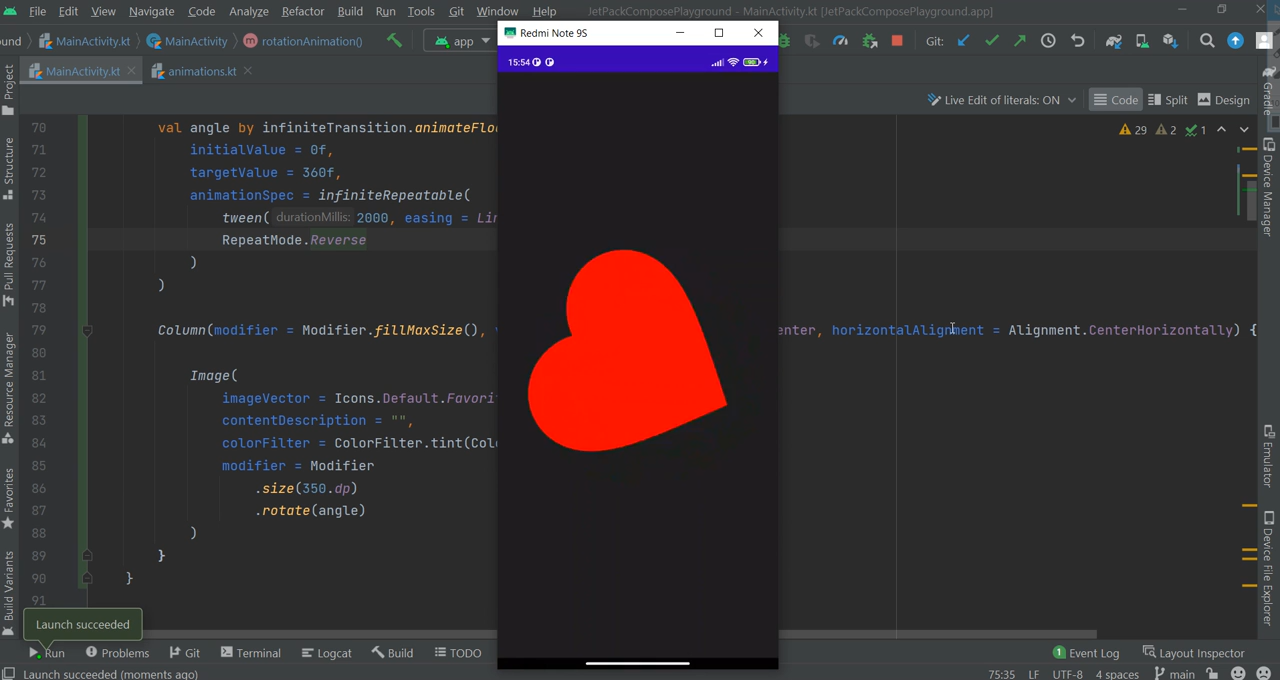 File Edit View Navigate Code Analyze Refactor Build Run Tools Git Window Help JetPackComposePlayground - MainActivity.kt [JetPackComposePlayground.app]
ound MainActivity.kt MainActivity rotationAnimation() app Git:
Redmi Note 9S
15:54 90
MainActivity.kt animations.kt
Live Edit of literals: ON Code Split Design
29 2 1
70 val angle by infiniteTransition.animateFlo
71 initialValue = 0f,
72 targetValue = 360f,
73 animationSpec = infiniteRepeatable(
74 tween( durationMillis: 2000, easing = Lin
75 RepeatMode.Reverse
76 )
77 )
78
79 Column(modifier = Modifier.fillMaxSize(), enter, horizontalAlignment = Alignment.CenterHorizontally) {
80
81 Image(
82 imageVector = Icons.Default.Favori
83 contentDescription = "",
84 colorFilter = ColorFilter.tint(Col
85 modifier = Modifier
86 .size(350.dp)
87 .rotate(angle)
88 )
89 }
90 }
91
Project
Structure
Pull Requests
Resource Manager
Favorites
Build Variants
Gradle
Device Manager
Emulator
Device File Explorer
Launch succeeded
Run Problems Git Terminal Logcat Build TODO 1 Event Log Layout Inspector
Launch succeeded (moments ago) 75:35 LF UTF-8 4 spaces main